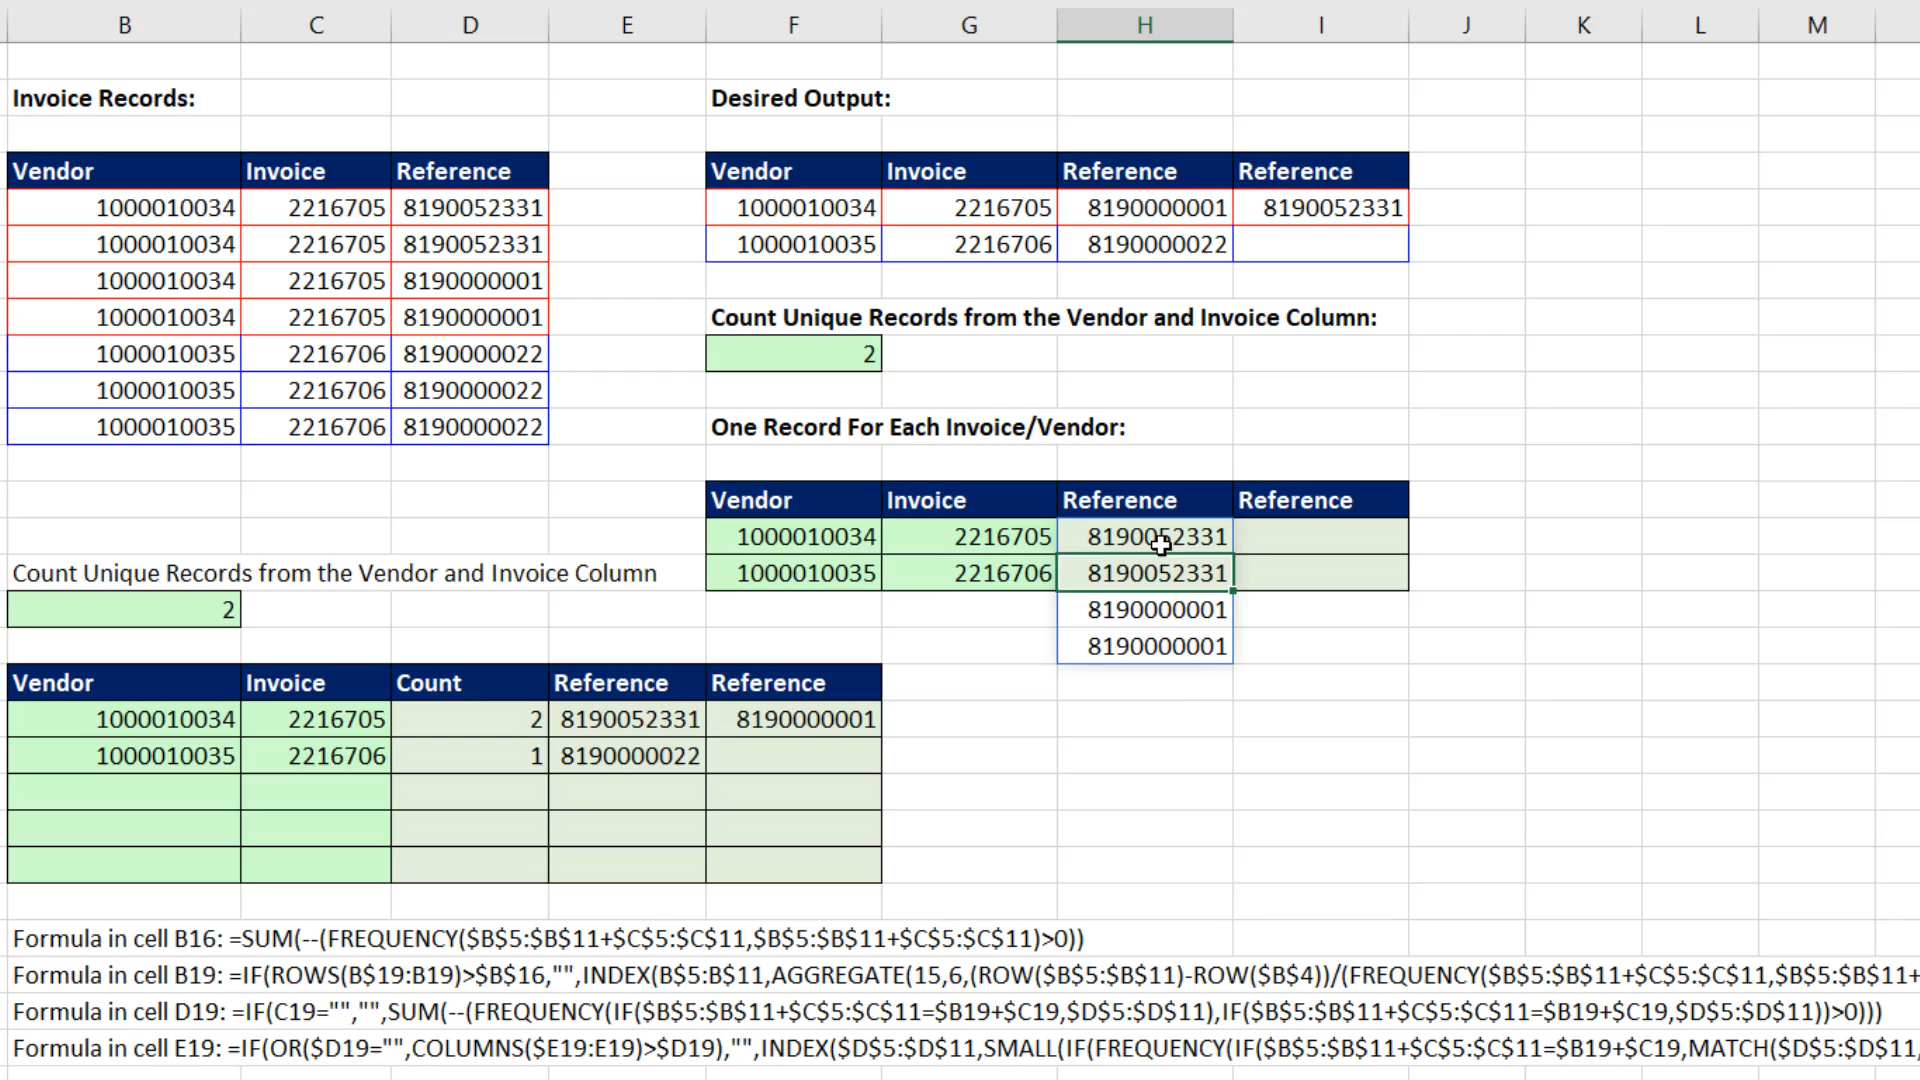 B C D E F G H I J K L M
Invoice Records: Desired Output:
Vendor Invoice Reference Vendor Invoice Reference Reference
1000010034 2216705 8190052331 1000010034 2216705 8190000001 8190052331
1000010034 2216705 8190052331 1000010035 2216706 8190000022
1000010034 2216705 8190000001
1000010034 2216705 8190000001 Count Unique Records from the Vendor and Invoice Column:
1000010035 2216706 8190000022 2
1000010035 2216706 8190000022
1000010035 2216706 8190000022 One Record For Each Invoice/Vendor:
Vendor Invoice Reference Reference
1000010034 2216705 8190052331
Count Unique Records from the Vendor and Invoice Column 1000010035 2216706 8190052331
2 8190000001
8190000001
Vendor Invoice Count Reference Reference
1000010034 2216705 2 8190052331 8190000001
1000010035 2216706 1 8190000022
Formula in cell B16: =SUM(--(FREQUENCY($B$5:$B$11+$C$5:$C$11,$B$5:$B$11+$C$5:$C$11)>0))
Formula in cell B19: =IF(ROWS(B$19:B19)>$B$16,"",INDEX(B$5:B$11,AGGREGATE(15,6,(ROW($B$5:$B$11)-ROW($B$4))/(FREQUENCY($B$5:$B$11+$C$5:$C$11,$B$5:$B$11+
Formula in cell D19: =IF(C19="","",SUM(--(FREQUENCY(IF($B$5:$B$11+$C$5:$C$11=$B19+$C19,$D$5:$D$11),IF($B$5:$B$11+$C$5:$C$11=$B19+$C19,$D$5:$D$11))>0)))
Formula in cell E19: =IF(OR($D19="",COLUMNS($E19:E19)>$D19),"",INDEX($D$5:$D$11,SMALL(IF(FREQUENCY(IF($B$5:$B$11+$C$5:$C$11=$B19+$C19,MATCH($D$5:$D$11,